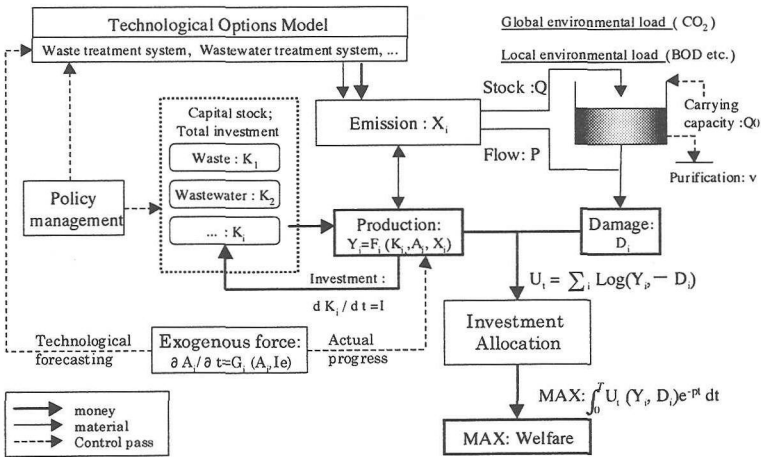 Technological Options Model
Waste treatment system, Wastewater treatment system, ...
Global environmental load ( CO₂)
Local environmental load (BOD etc.)
Stock :Q
Capital stock;
Total investment
Emission : Xᵢ
Carrying
capacity :Q0
Waste : K₁
Flow: P
Purification: ν
Policy
management
Wastewater : K₂
... : Kᵢ
Production:
Yᵢ=Fᵢ (Kᵢ,Aᵢ, Xᵢ)
Damage:
Dᵢ
Investment :
d Kᵢ / d t =I
Uₜ = ∑ᵢ Log(Yᵢ, − Dᵢ)
Technological
forecasting
Exogenous force:
∂ Aᵢ/∂ t=Gᵢ (Aᵢ,Ie)
Actual
progress
Investment
Allocation
money
material
Control pass
MAX: ∫₀ᵀ Uₜ (Yᵢ, Dᵢ)e⁻ᵖᵗ dt
MAX: Welfare